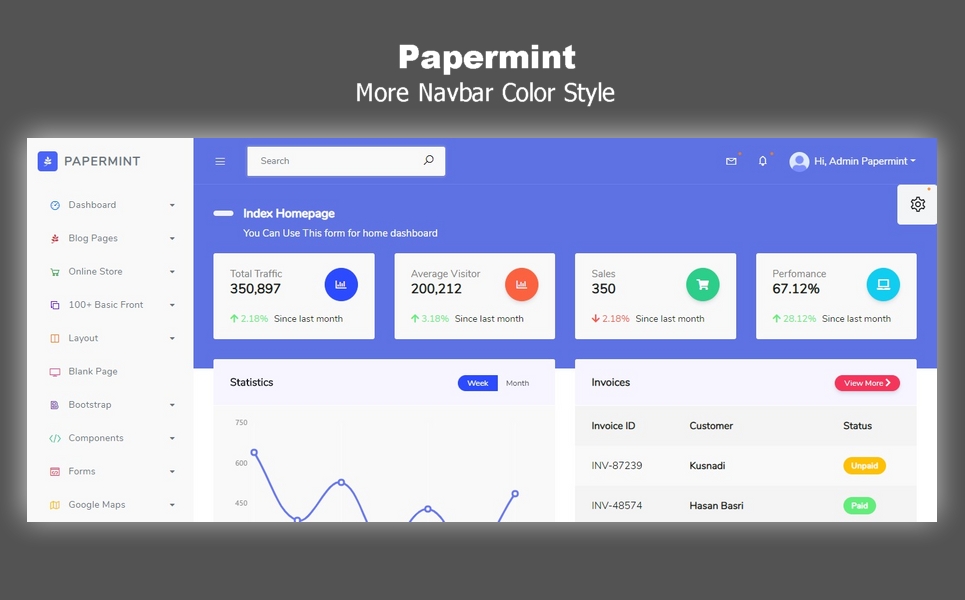 Papermint
More Navbar Color Style
PAPERMINT
Search
Hi, Admin Papermint
Dashboard
Blog Pages
Online Store
100+ Basic Front
Layout
Blank Page
Bootstrap
Components
Forms
Google Maps
Index Homepage
You Can Use This form for home dashboard
Total Traffic
350,897
2.18% Since last month
Average Visitor
200,212
3.18% Since last month
Sales
350
2.18% Since last month
Perfomance
67.12%
28.12% Since last month
Statistics
Week Month
750
600
450
Invoices
View More
Invoice ID Customer Status
INV-87239 Kusnadi Unpaid
INV-48574 Hasan Basri Paid